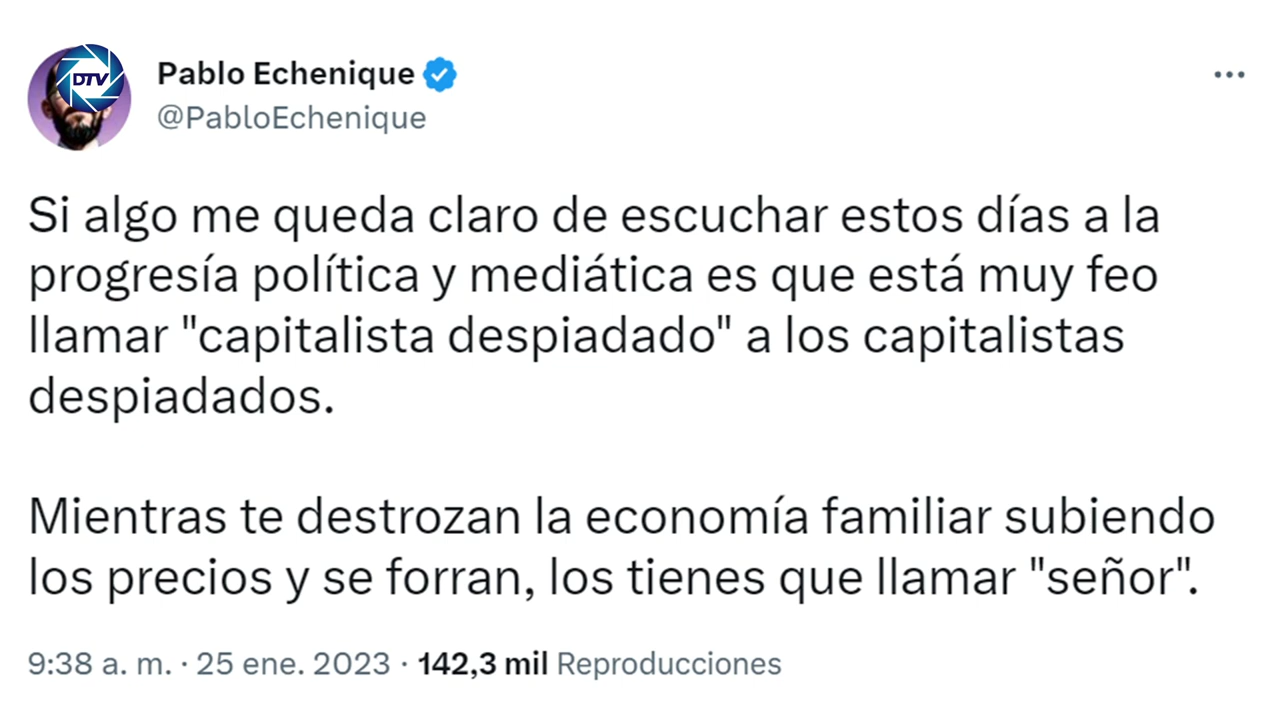 DTV
Pablo Echenique
@PabloEchenique
Si algo me queda claro de escuchar estos días a la
progresía política y mediática es que está muy feo
llamar "capitalista despiadado" a los capitalistas
despiadados.
Mientras te destrozan la economía familiar subiendo
los precios y se forran, los tienes que llamar "señor".
9:38 a. m. · 25 ene. 2023 · 142,3 mil Reproducciones